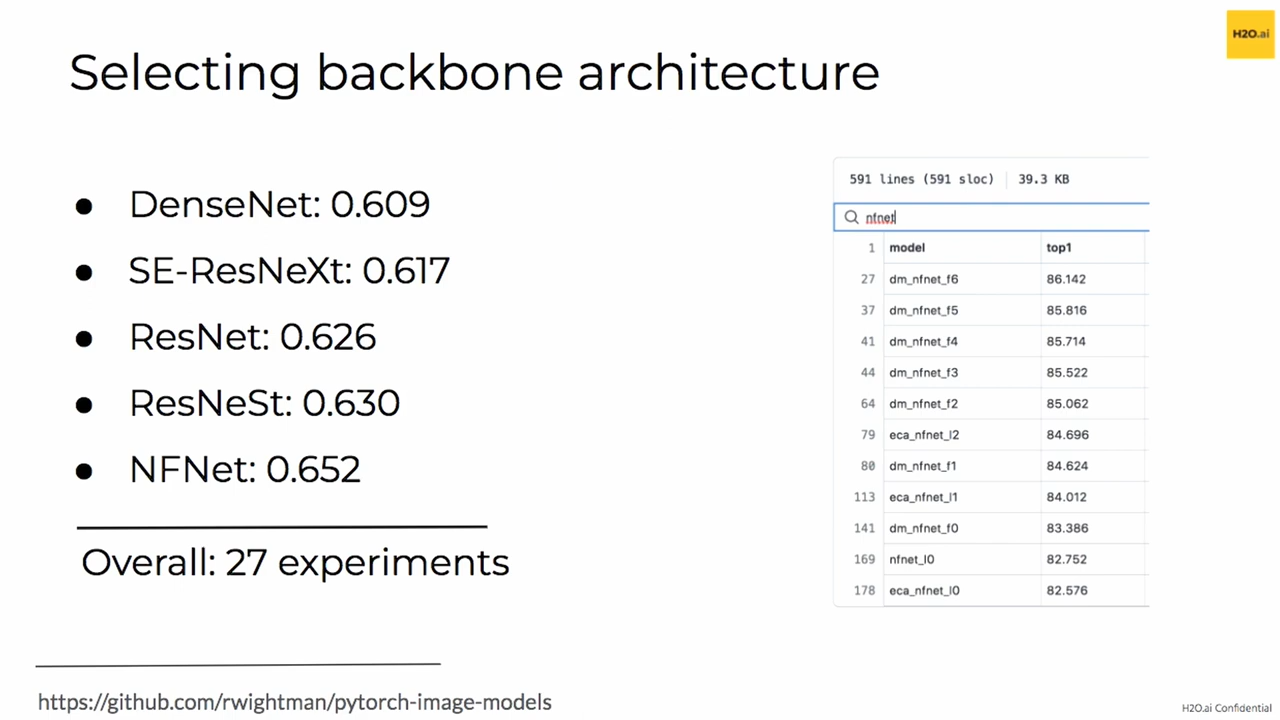 H2O.ai
Selecting backbone architecture
● DenseNet: 0.609
● SE-ResNeXt: 0.617
● ResNet: 0.626
● ResNeSt: 0.630
● NFNet: 0.652
Overall: 27 experiments
591 lines (591 sloc) 39.3 KB
nfnet
1 model top1
27 dm_nfnet_f6 86.142
37 dm_nfnet_f5 85.816
41 dm_nfnet_f4 85.714
44 dm_nfnet_f3 85.522
64 dm_nfnet_f2 85.062
79 eca_nfnet_l2 84.696
80 dm_nfnet_f1 84.624
113 eca_nfnet_l1 84.012
141 dm_nfnet_f0 83.386
169 nfnet_l0 82.752
178 eca_nfnet_l0 82.576
https://github.com/rwightman/pytorch-image-models
H2O.ai Confidential